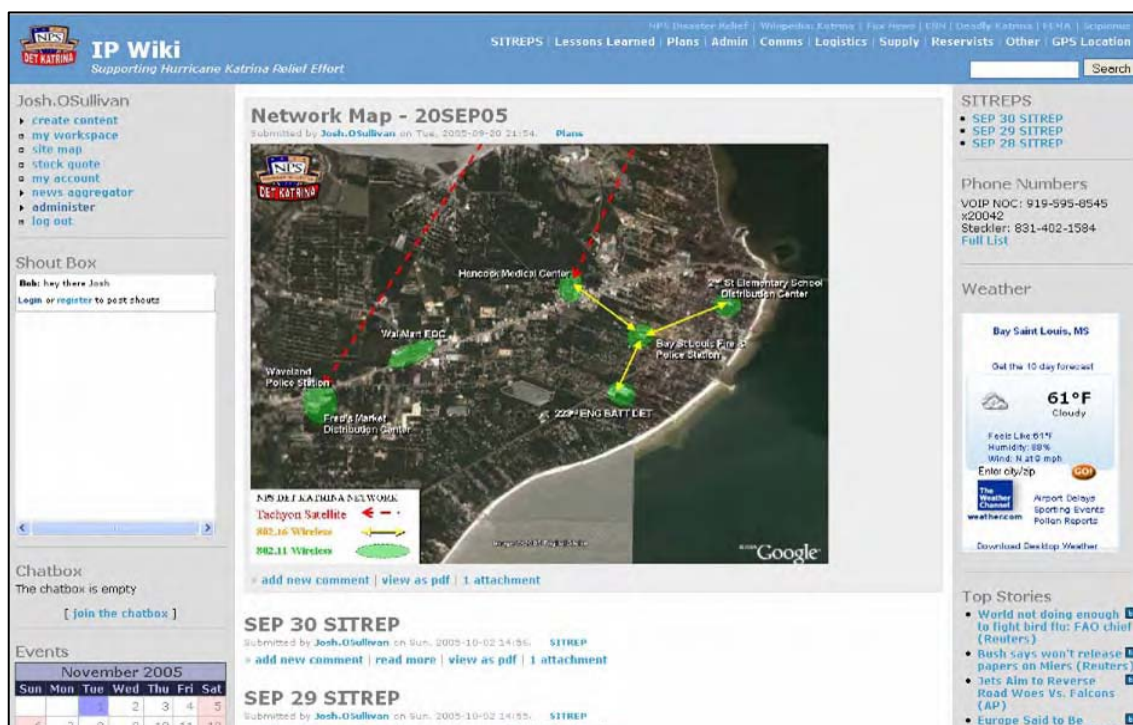 NPS
DET KATRINA
IP Wiki
Supporting Hurricane Katrina Relief Effort
NPS Disaster Relief | Wikipedia: Katrina | Fox News | CNN | Deadly Katrina | FEMA | Scipionus
SITREPS | Lessons Learned | Plans | Admin | Comms | Logistics | Supply | Reservists | Other | GPS Location
Search
Josh.OSullivan
create content
my workspace
site map
stock quote
my account
news aggregator
administer
log out
Shout Box
Bob: hey there Josh
Login or register to post shouts
Chatbox
The chatbox is empty
[ join the chatbox ]
Events
November 2005
Sun Mon Tue Wed Thu Fri Sat
1 2 3 4 5
6 7 8 9 10 11 12
Network Map - 20SEP05
Submitted by Josh.OSullivan on Tue, 2005-09-20 21:54. Plans
NPS
DET KATRINA
Hancock Medical Center
2nd St Elementary School
Distribution Center
Wal-Mart EOC
Bay St Louis Fire &
Police Station
Waveland
Police Station
Fred's Market
Distribution Center
223rd ENG BATT DET
NPS DET KATRINA NETWORK
Tachyon Satellite
802.16 Wireless
802.11 Wireless
Google
» add new comment | view as pdf | 1 attachment
SEP 30 SITREP
Submitted by Josh.OSullivan on Sun, 2005-10-02 14:56. SITREP
» add new comment | read more | view as pdf | 1 attachment
SEP 29 SITREP
Submitted by Josh.OSullivan on Sun, 2005-10-02 14:55. SITREP
SITREPS
SEP 30 SITREP
SEP 29 SITREP
SEP 28 SITREP
Phone Numbers
VOIP NOC: 919-595-8545
x20042
Steckler: 831-402-1584
Full List
Weather
Bay Saint Louis, MS
Get the 10 day forecast
61°F
Cloudy
Feels Like:61°F
Humidity: 88%
Wind: N at 0 mph
Enter city/zip
GO!
The
Weather
Channel
weather.com
Airport Delays
Sporting Events
Pollen Reports
Download Desktop Weather
Top Stories
World not doing enough
to fight bird flu: FAO chief
(Reuters)
Bush says won't release
papers on Miers (Reuters)
Jets Aim to Reverse
Road Woes Vs. Falcons
(AP)
Europe Said to Be